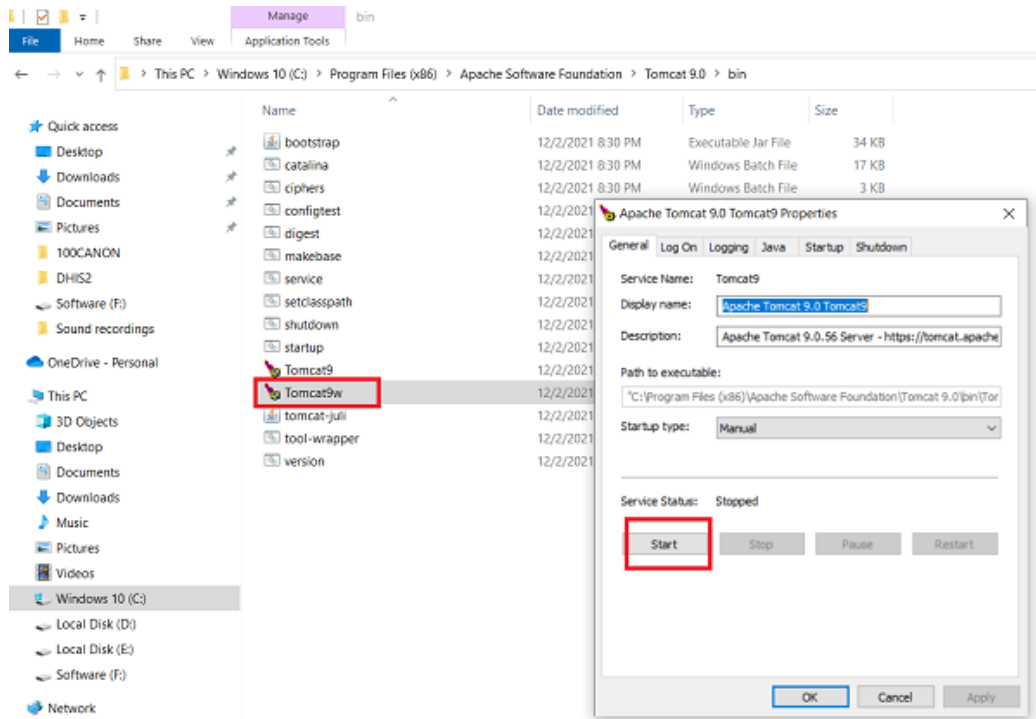 Manage
bin
File
Home
Share
View
Application Tools
This PC > Windows 10 (C:) > Program Files (x86) > Apache Software Foundation > Tomcat 9.0 > bin
Name
Date modified
Type
Size
Quick access
Desktop
Downloads
Documents
Pictures
100CANON
DHIS2
Software (F:)
Sound recordings
OneDrive - Personal
This PC
3D Objects
Desktop
Documents
Downloads
Music
Pictures
Videos
Windows 10 (C:)
Local Disk (D:)
Local Disk (E:)
Software (F:)
Network
bootstrap 12/2/2021 8:30 PM Executable Jar File 34 KB
catalina 12/2/2021 8:30 PM Windows Batch File 17 KB
ciphers 12/2/2021 8:30 PM Windows Batch File 3 KB
configtest 12/2/2021
digest 12/2/2021
makebase 12/2/2021
service 12/2/2021
setclasspath 12/2/2021
shutdown 12/2/2021
startup 12/2/2021
Tomcat9 12/2/2021
Tomcat9w 12/2/2021
tomcat-juli 12/2/2021
tool-wrapper 12/2/2021
version 12/2/2021
Apache Tomcat 9.0 Tomcat9 Properties
General Log On Logging Java Startup Shutdown
Service Name: Tomcat9
Display name: Apache Tomcat 9.0 Tomcat9
Description: Apache Tomcat 9.0.56 Server - https://tomcat.apache
Path to executable:
"C:\Program Files (x86)\Apache Software Foundation\Tomcat 9.0\bin\Tor
Startup type: Manual
Service Status: Stopped
Start Stop Pause Restart
OK Cancel Apply